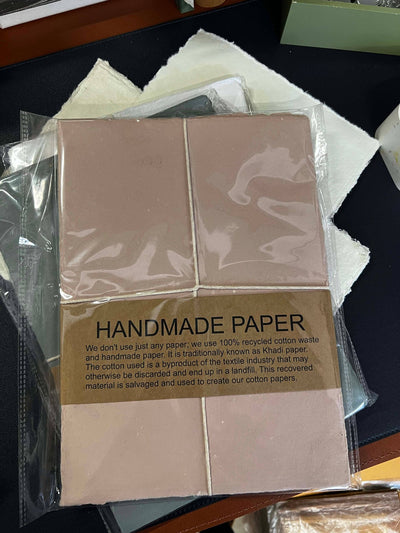 HANDMADE PAPER
We don't use just any paper; we use 100% recycled cotton waste
and handmade paper. It is traditionally known as Khadi paper.
The cotton used is a byproduct of the textile industry that may
otherwise be discarded and end up in a landfill. This recovered
material is salvaged and used to create our cotton papers.